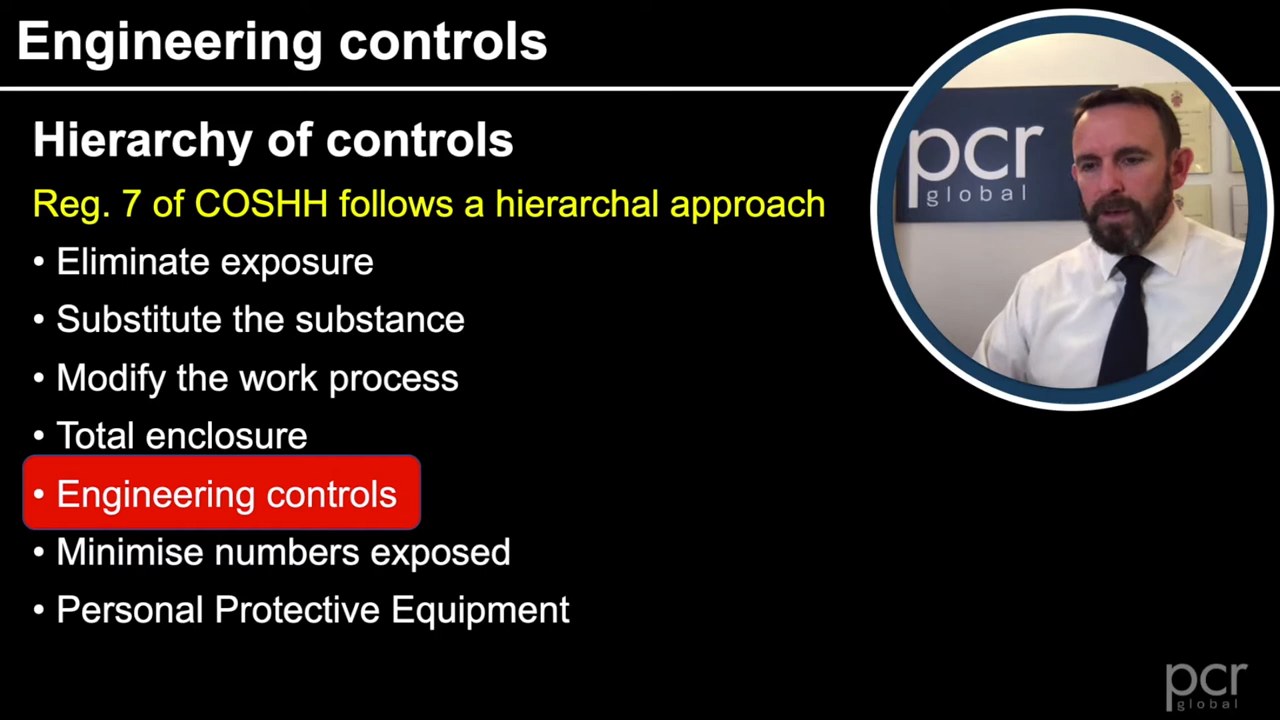 Engineering controls
Hierarchy of controls
Reg. 7 of COSHH follows a hierarchal approach
• Eliminate exposure
• Substitute the substance
• Modify the work process
• Total enclosure
• Engineering controls
• Minimise numbers exposed
• Personal Protective Equipment
pcr
global
pcr
global